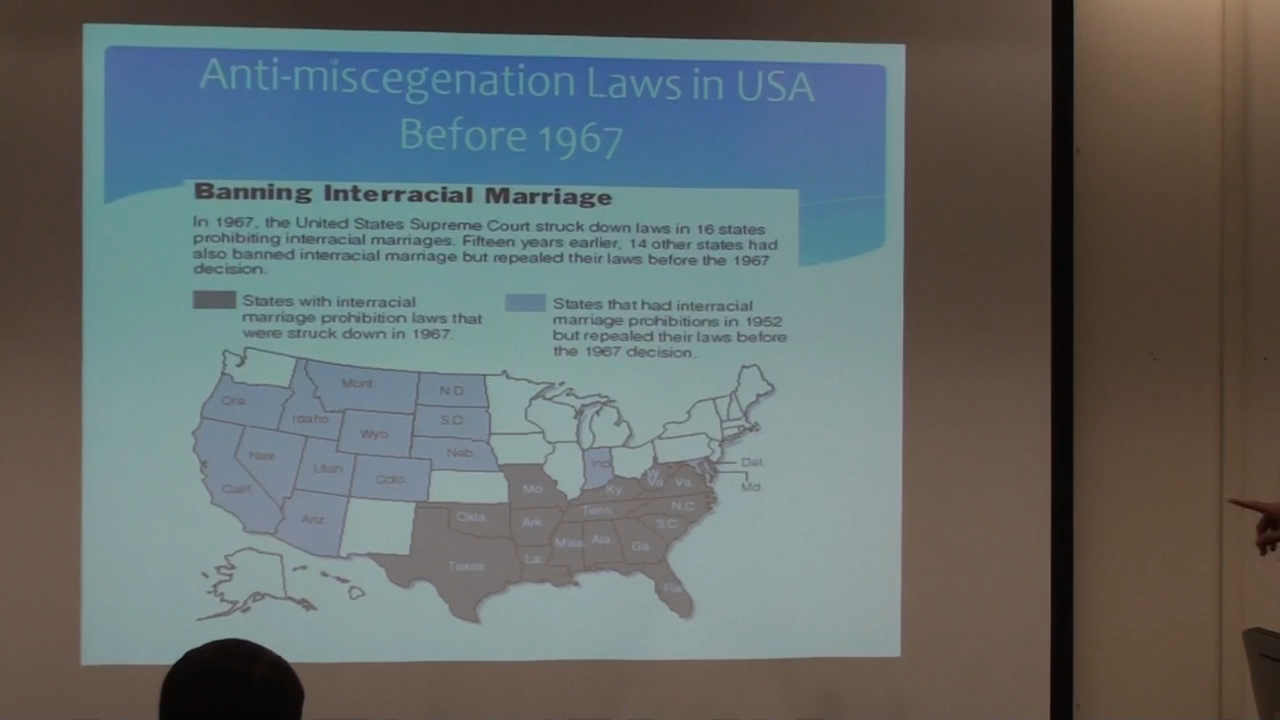 Anti-miscegenation Laws in USA
Before 1967
Banning Interracial Marriage
In 1967, the United States Supreme Court struck down laws in 16 states
prohibiting interracial marriages. Fifteen years earlier, 14 other states had
also banned interracial marriage but repealed their laws before the 1967
decision.
States with interracial
marriage prohibition laws that
were struck down in 1967.
States that had interracial
marriage prohibitions in 1952
but repealed their laws before
the 1967 decision.
Mont.
N.D.
Ore.
Idaho
S.D.
Wyo.
Nev.
Neb.
Ind.
Del.
Utah
Colo.
Calif.
Mo.
Ky.
W.
Va.
Va.
Md.
Ariz.
Okla.
Ark.
Tenn.
N.C.
S.C.
Miss.
Ala.
Ga.
Texas
La.
Fla.